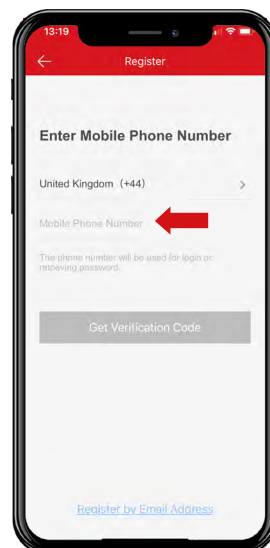 13:19
Register
Enter Mobile Phone Number
United Kingdom (+44)
Mobile Phone Number
The phone number will be used for login or
retrieving password.
Get Verification Code
Register by Email Address